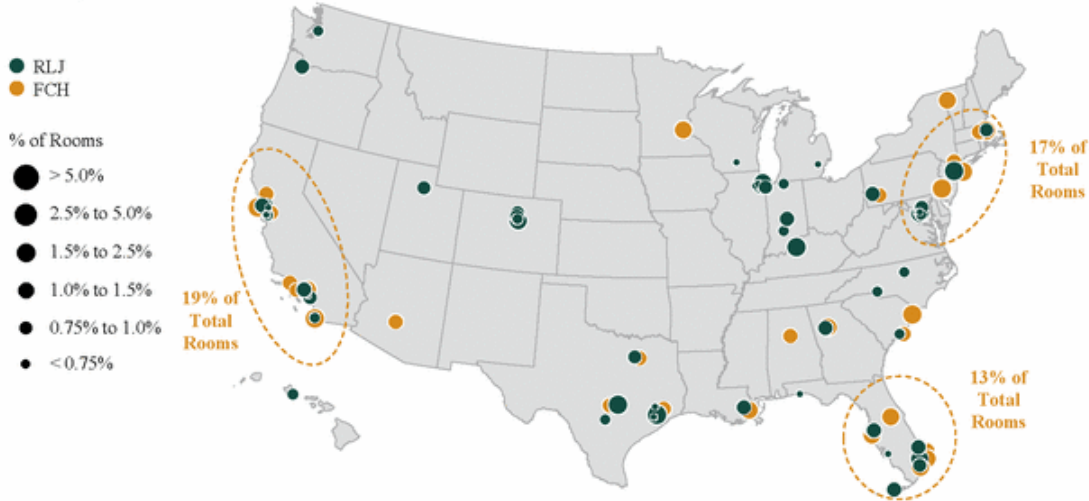 RLJ
FCH
% of Rooms
> 5.0%
2.5% to 5.0%
1.5% to 2.5%
1.0% to 1.5%
0.75% to 1.0%
< 0.75%
19% of
Total
Rooms
17% of
Total
Rooms
13% of
Total
Rooms